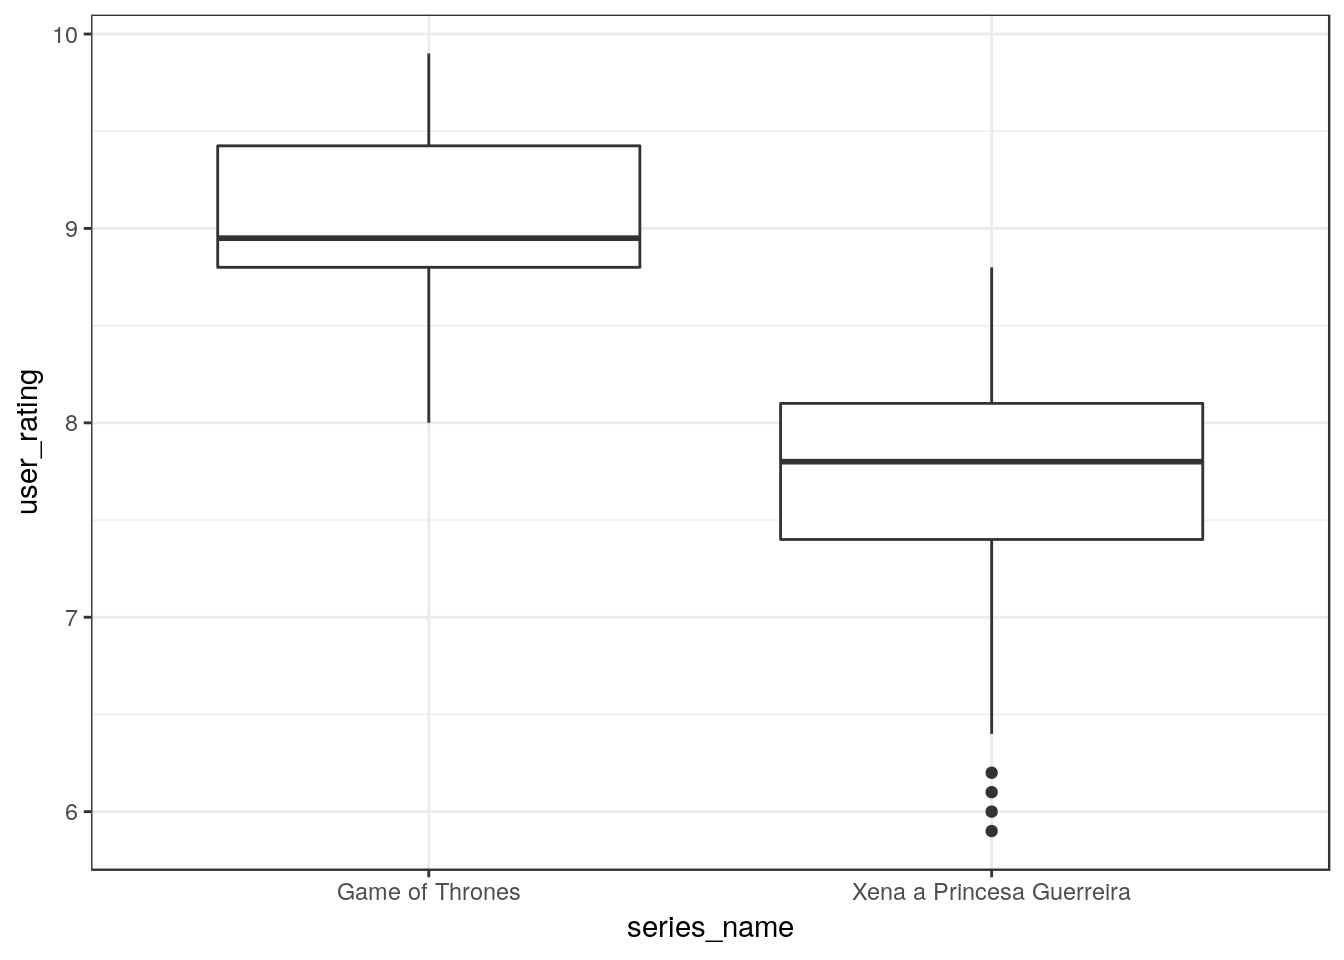 10
9
8
7
6
user_rating
Game of Thrones
Xena a Princesa Guerreira
series_name